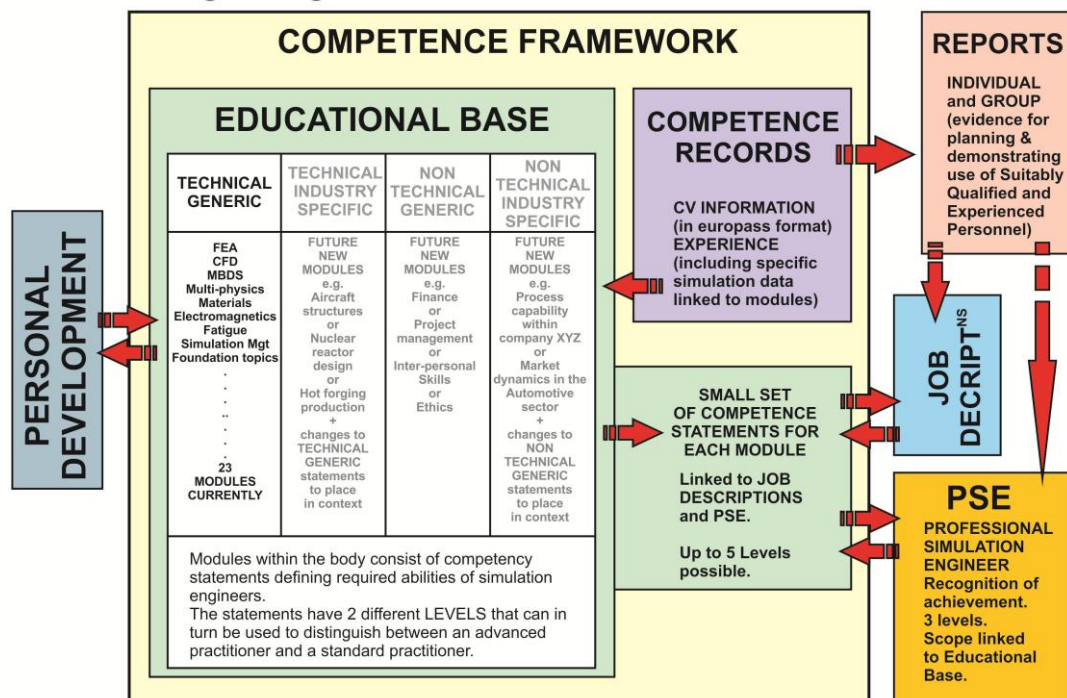 COMPETENCE FRAMEWORK
EDUCATIONAL BASE
TECHNICAL
GENERIC
FEA
CFD
MBDS
Multi-physics
Materials
Electromagnetics
Fatigue
Simulation Mgt
Foundation topics
.
.
.
..
.
.
.
23
MODULES
CURRENTLY
TECHNICAL
INDUSTRY
SPECIFIC
FUTURE
NEW
MODULES
e.g.
Aircraft
structures
or
Nuclear
reactor
design
or
Hot forging
production
+
changes to
TECHNICAL
GENERIC
statements
to place
in context
NON
TECHNICAL
GENERIC
FUTURE
NEW
MODULES
e.g.
Finance
or
Project
management
or
Inter-personal
Skills
or
Ethics
NON
TECHNICAL
INDUSTRY
SPECIFIC
FUTURE
NEW
MODULES
e.g.
Process
capability
within
company XYZ
or
Market
dynamics in the
Automotive
sector
+
changes to
NON
TECHNICAL
GENERIC
statements
to place
in context
Modules within the body consist of competency
statements defining required abilities of simulation
engineers.
The statements have 2 different LEVELS that can in
turn be used to distinguish between an advanced
practitioner and a standard practitioner.
PERSONAL
DEVELOPMENT
COMPETENCE
RECORDS
CV INFORMATION
(in europass format)
EXPERIENCE
(including specific
simulation data
linked to modules)
SMALL SET
OF COMPETENCE
STATEMENTS FOR
EACH MODULE
Linked to JOB
DESCRIPTIONS
and PSE.
Up to 5 Levels
possible.
REPORTS
INDIVIDUAL
and GROUP
(evidence for
planning &
demonstrating
use of Suitably
Qualified and
Experienced
Personnel)
JOB
DECRIPTNS
PSE
PROFESSIONAL
SIMULATION
ENGINEER
Recognition of
achievement.
3 levels.
Scope linked
to Educational
Base.